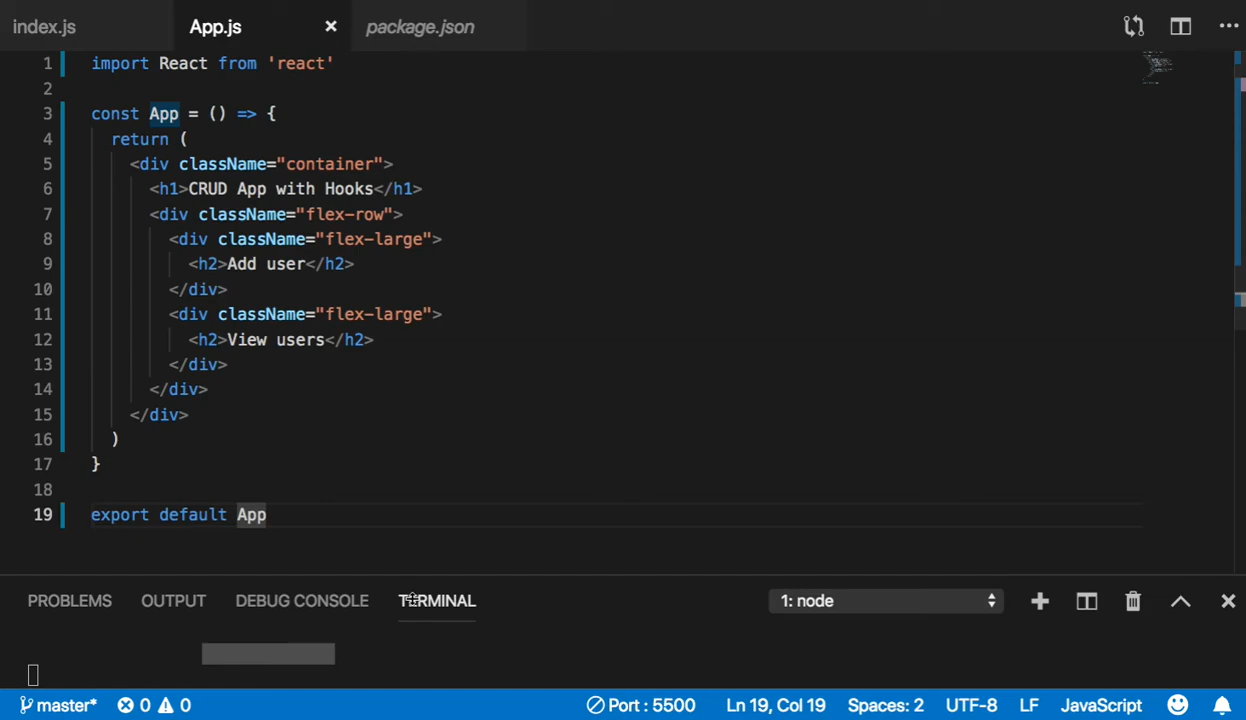 index.js App.js × package.json ···
1 import React from 'react'
2
3 const App = () => {
4 return (
5 <div className="container">
6 <h1>CRUD App with Hooks</h1>
7 <div className="flex-row">
8 <div className="flex-large">
9 <h2>Add user</h2>
10 </div>
11 <div className="flex-large">
12 <h2>View users</h2>
13 </div>
14 </div>
15 </div>
16 )
17 }
18
19 export default App
PROBLEMS OUTPUT DEBUG CONSOLE TERMINAL 1: node
master* 0 0 Port : 5500 Ln 19, Col 19 Spaces: 2 UTF-8 LF JavaScript